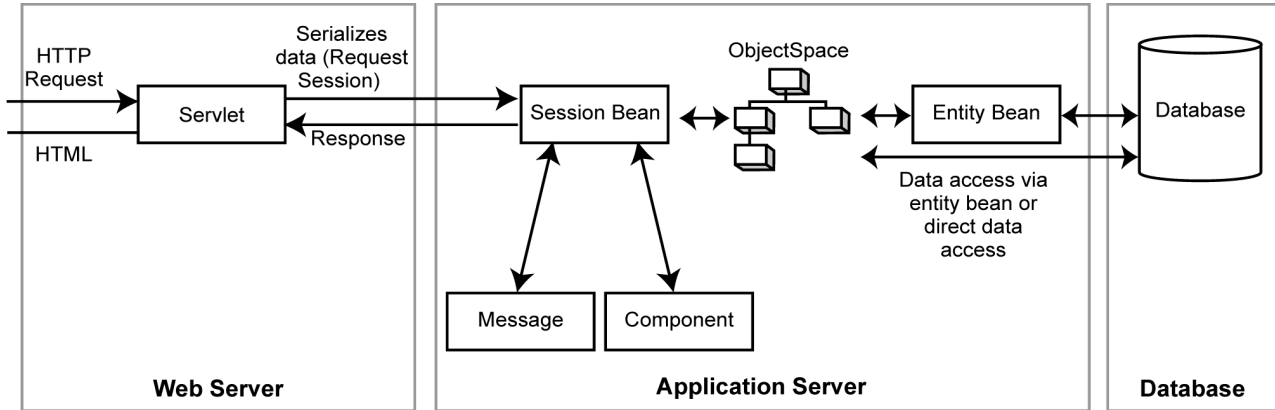 HTTP
Request
HTML
Servlet
Serializes
data (Request
Session)
Response
Session Bean
ObjectSpace
Entity Bean
Database
Data access via
entity bean or
direct data
access
Message
Component
Web Server
Application Server
Database